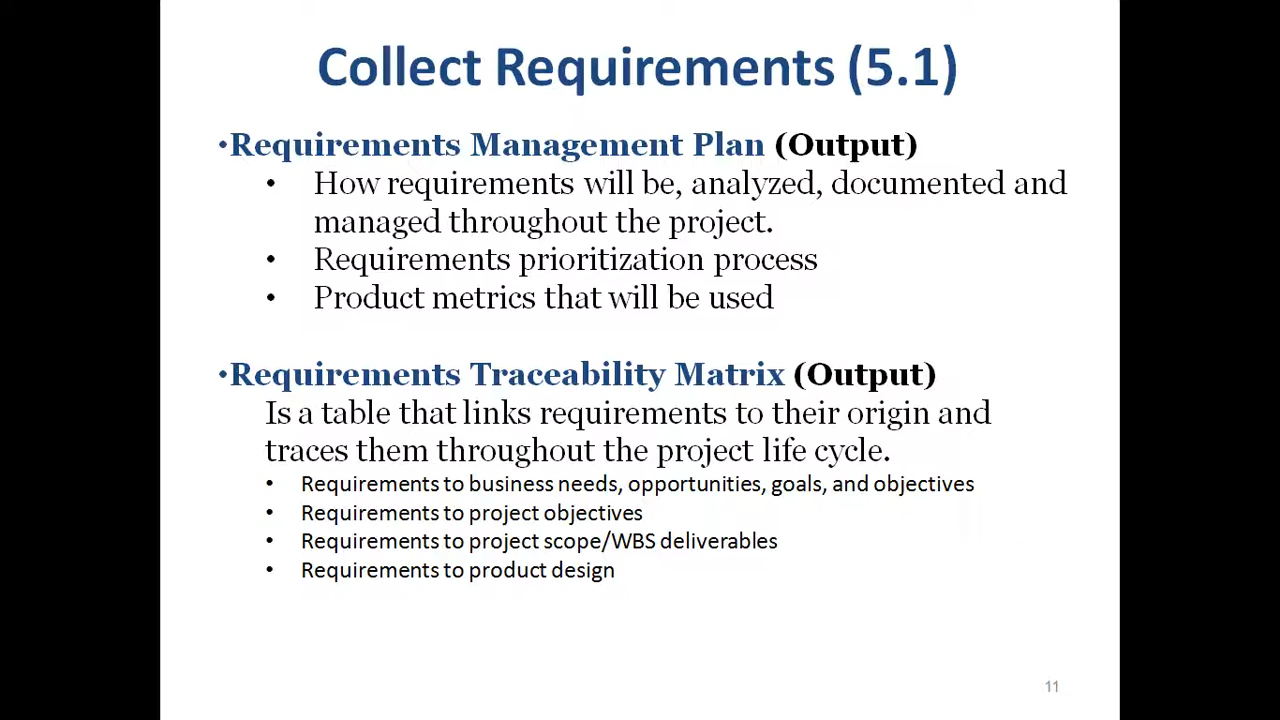 Collect Requirements (5.1)
•Requirements Management Plan (Output)
• How requirements will be, analyzed, documented and
managed throughout the project.
• Requirements prioritization process
• Product metrics that will be used
•Requirements Traceability Matrix (Output)
Is a table that links requirements to their origin and
traces them throughout the project life cycle.
• Requirements to business needs, opportunities, goals, and objectives
• Requirements to project objectives
• Requirements to project scope/WBS deliverables
• Requirements to product design
11